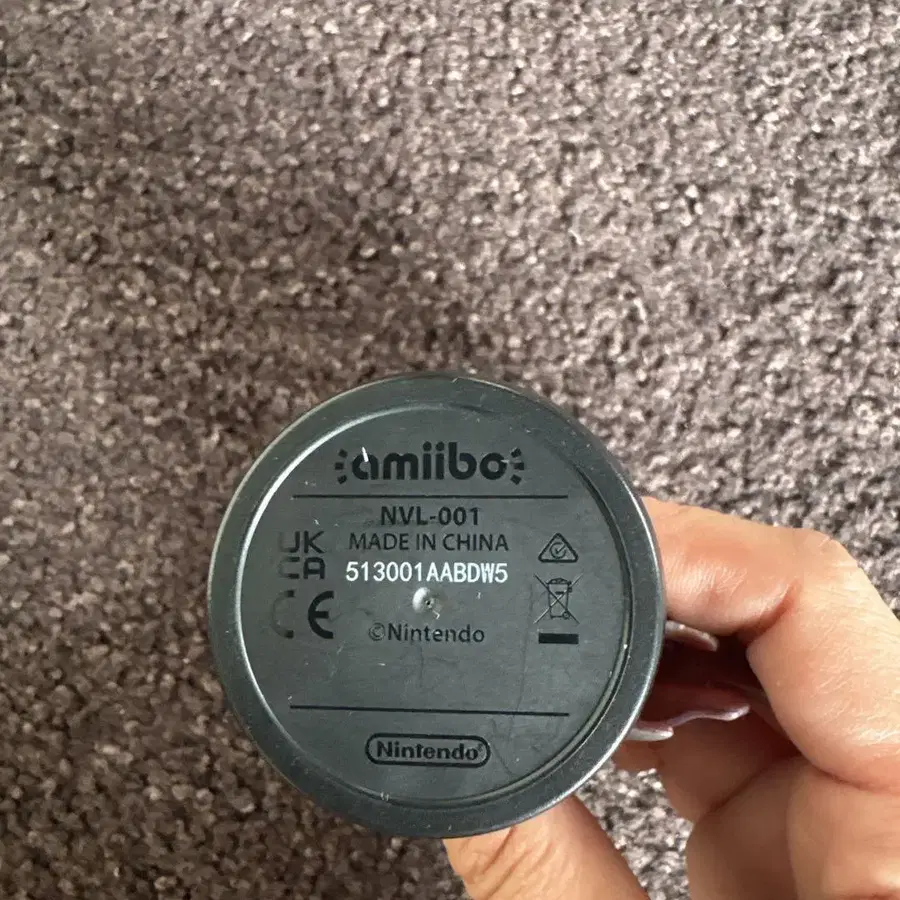 amiibo
NVL-001
MADE IN CHINA
UK
CA
513001AABDW5
CE
©Nintendo
Nintendo®